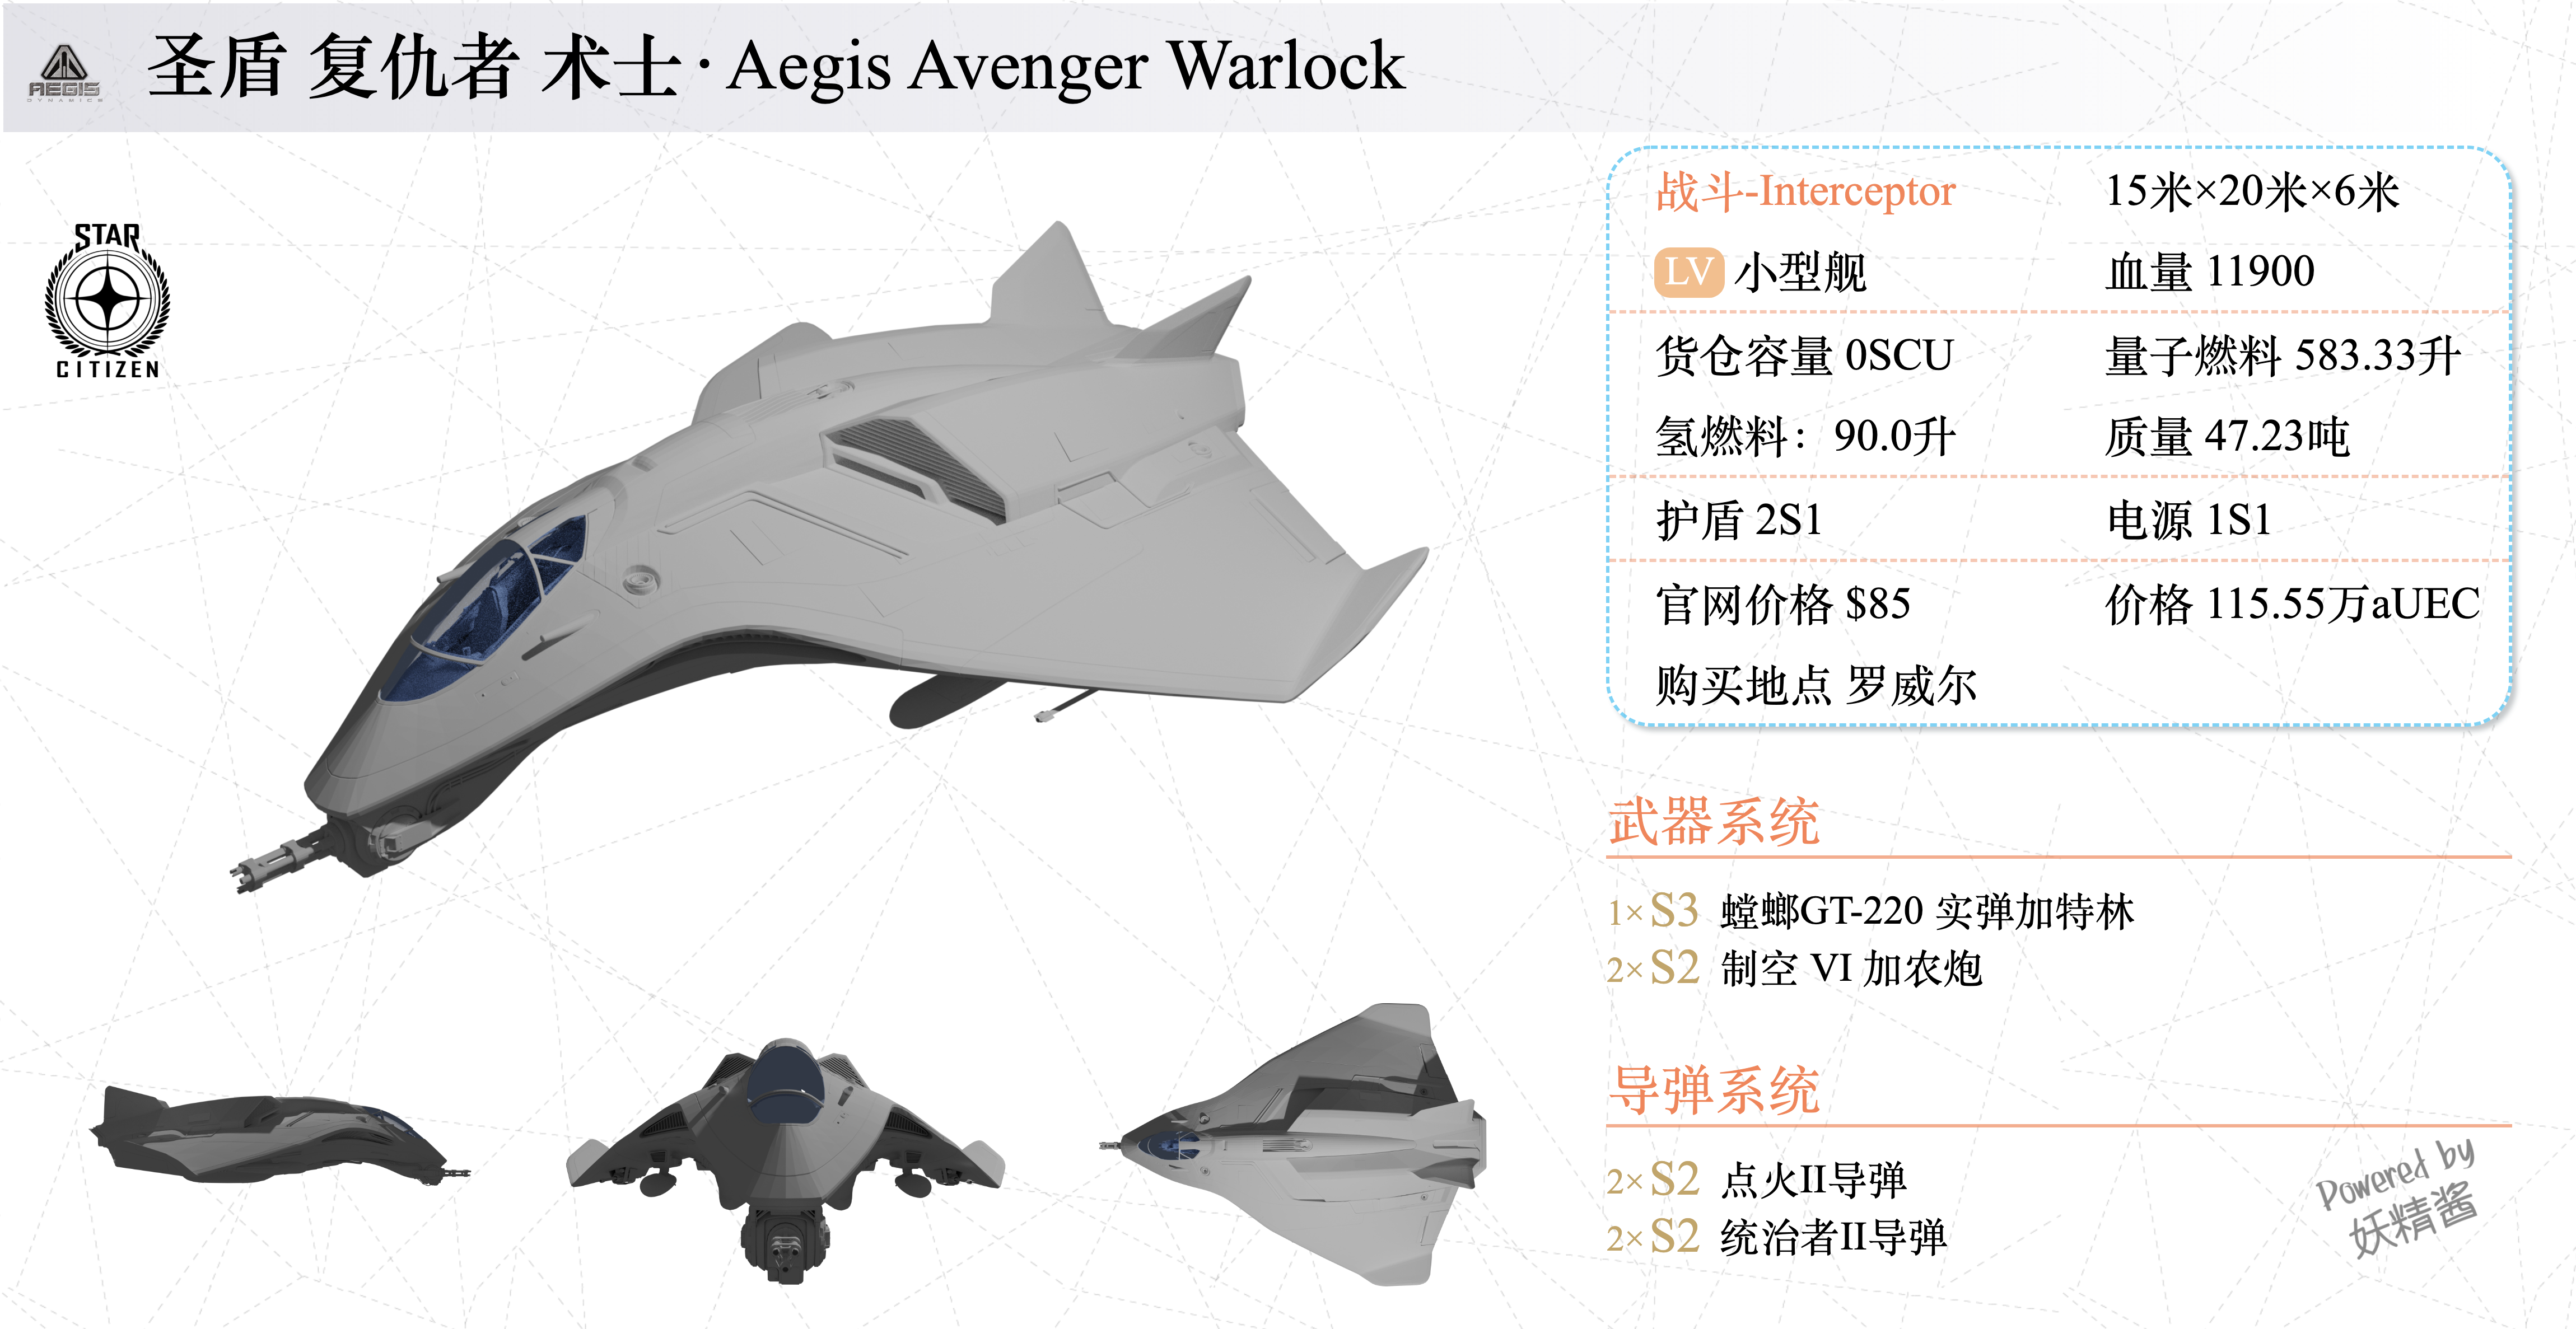 AEGIS
DYNAMICS
圣盾 复仇者 术士·Aegis Avenger Warlock
STAR
CITIZEN
战斗-Interceptor 15米×20米×6米
LV 小型舰 血量 11900
货仓容量 0SCU 量子燃料 583.33升
氢燃料：90.0升 质量 47.23吨
护盾 2S1 电源 1S1
官网价格 $85 价格 115.55万aUEC
购买地点 罗威尔
武器系统
1× S3 螳螂GT-220 实弹加特林
2× S2 制空 VI 加农炮
导弹系统
2× S2 点火II导弹
2× S2 统治者II导弹
Powered by
妖精酱